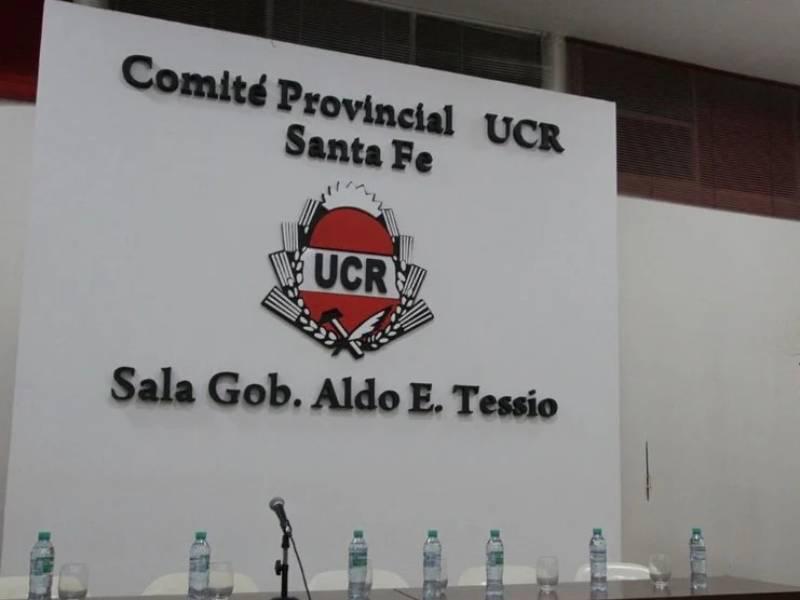 Comité Provincial UCR
Santa Fe
UCR
Sala Gob. Aldo E. Tessio